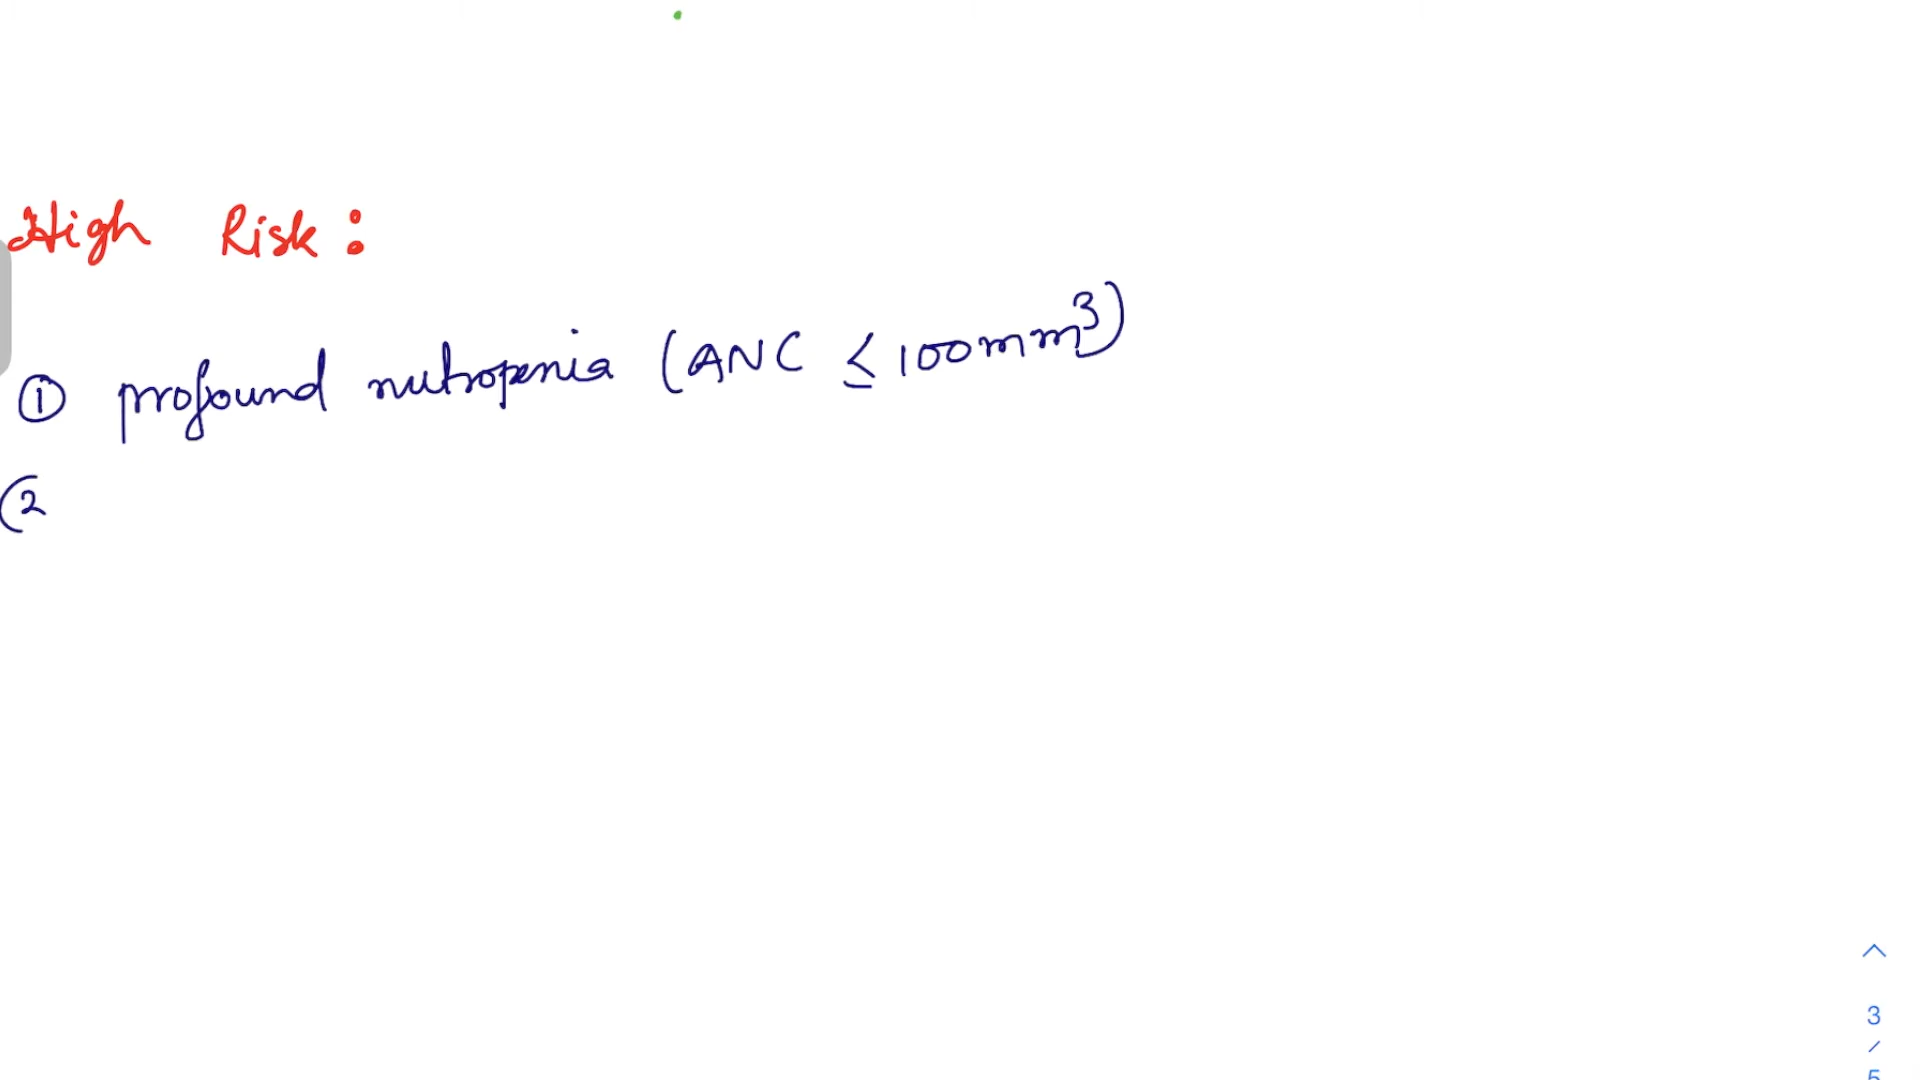 High Risk:
① profound nutropenia (ANC ≤ 100mm³)
(2
3
/
5